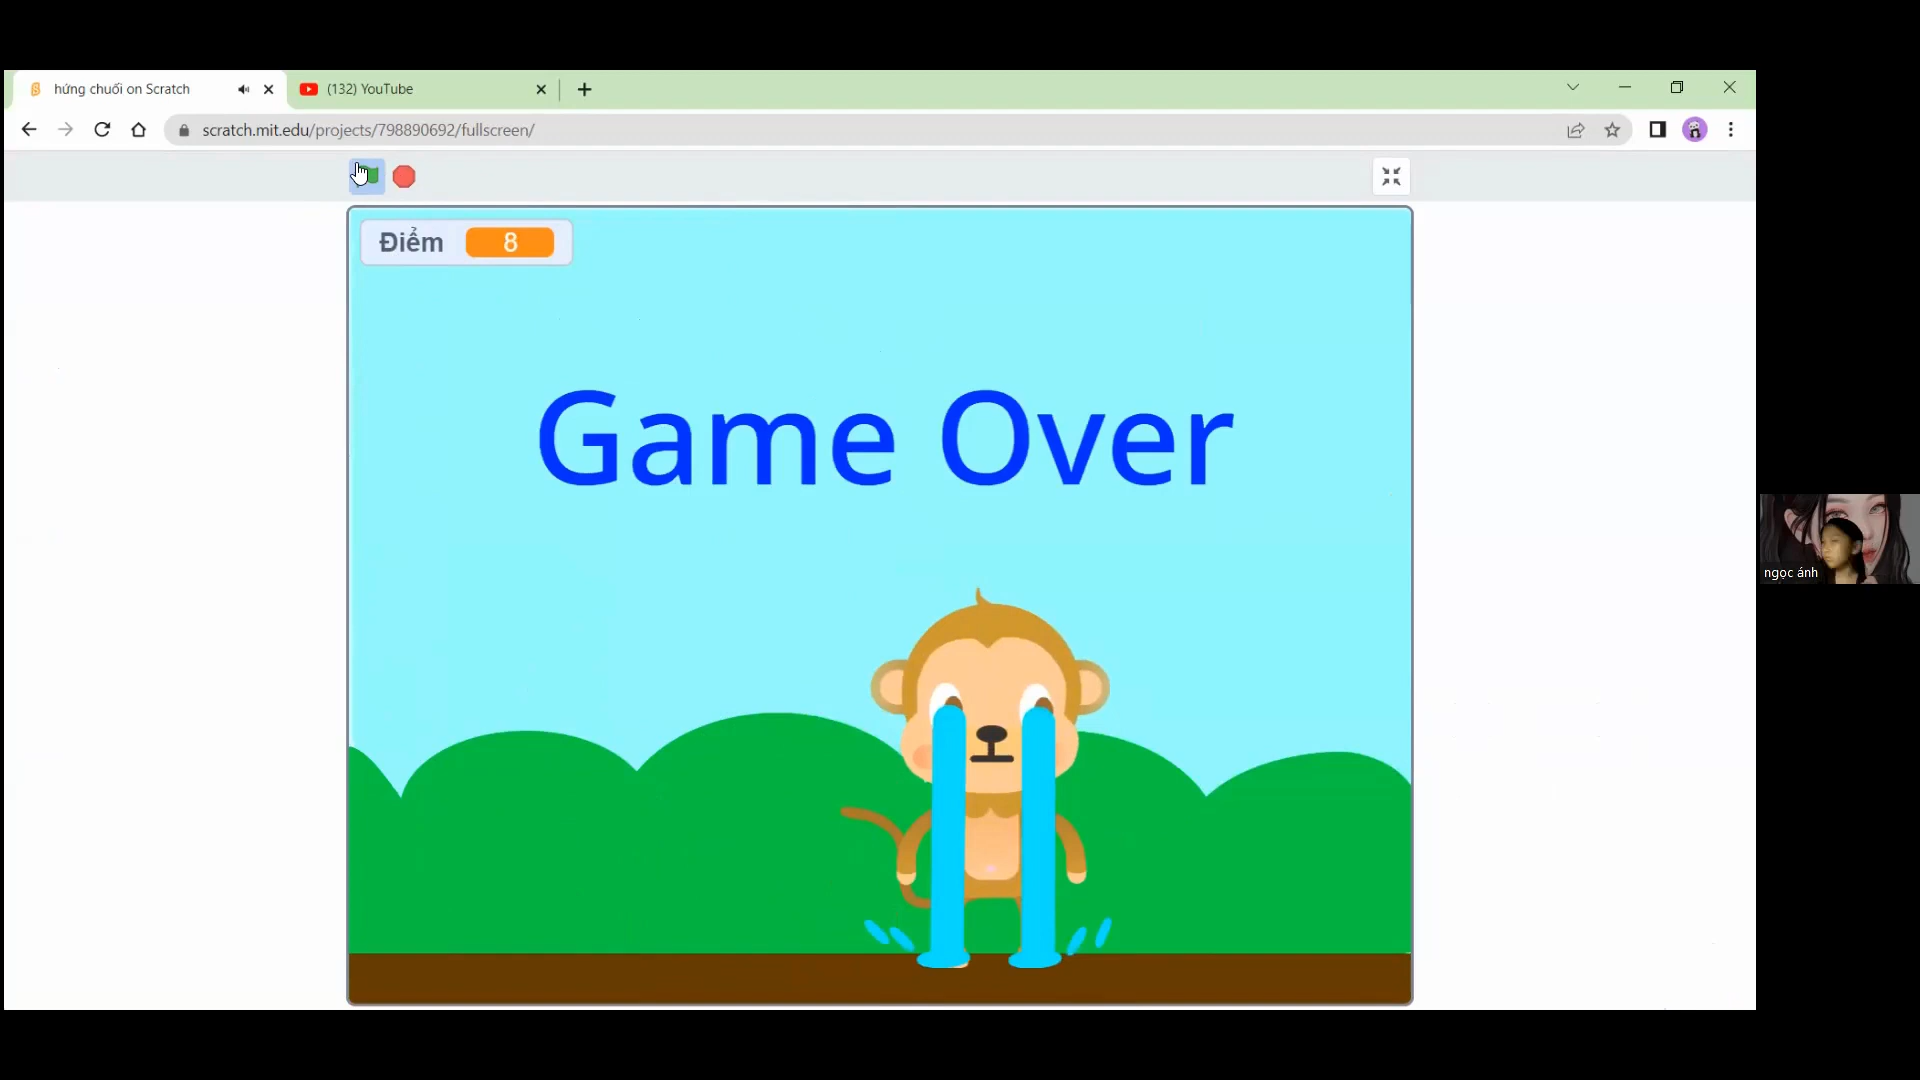 hứng chuối on Scratch
(132) YouTube
scratch.mit.edu/projects/798890692/fullscreen/
Điểm 8
Game Over
ngọc ánh